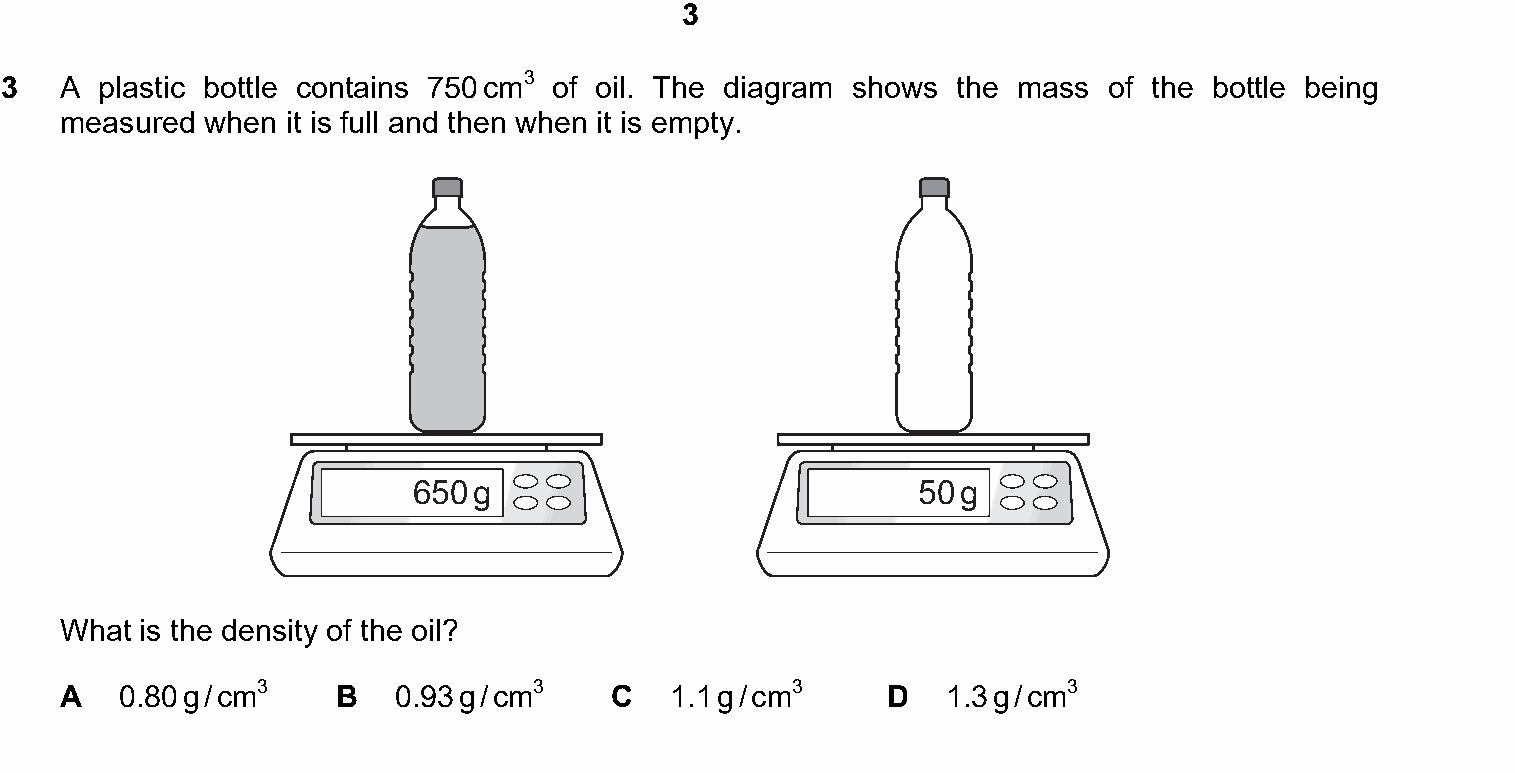 3
3 A plastic bottle contains 750 cm³ of oil. The diagram shows the mass of the bottle being
measured when it is full and then when it is empty.
650 g 50 g
What is the density of the oil?
A 0.80 g / cm³ B 0.93 g / cm³ C 1.1 g / cm³ D 1.3 g / cm³